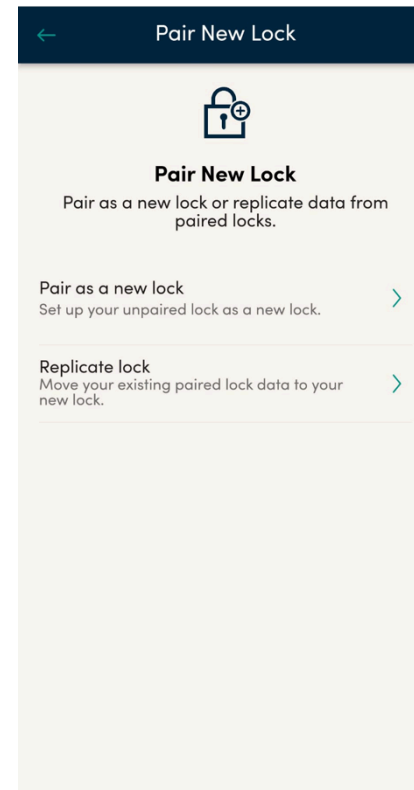 Pair New Lock
Pair New Lock
Pair as a new lock or replicate data from
paired locks.
Pair as a new lock
Set up your unpaired lock as a new lock.
Replicate lock
Move your existing paired lock data to your
new lock.